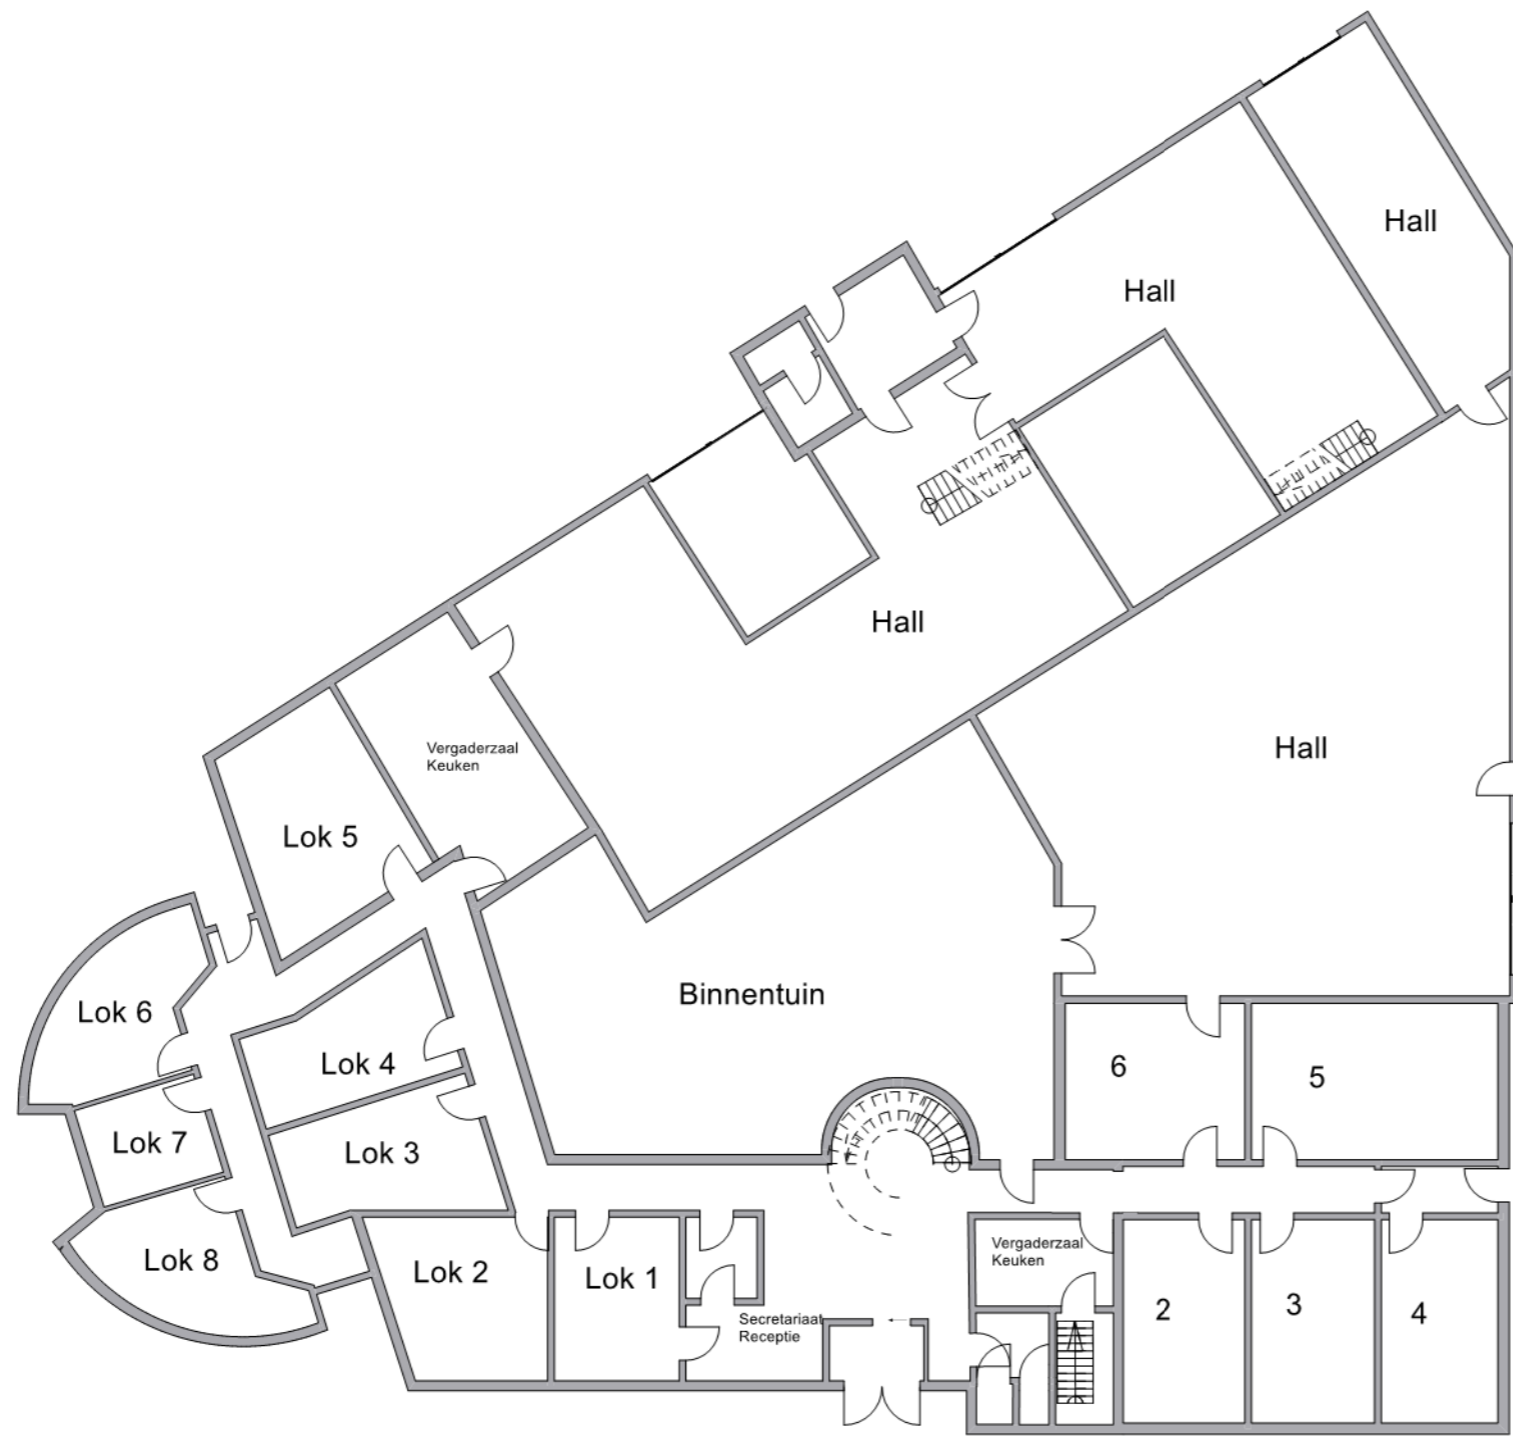 Hall
Hall
Hall
Vergaderzaal
Keuken
Hall
Lok 5
Binnentuin
Lok 6
Lok 4
6
5
Lok 7
Lok 3
Lok 8
Lok 2
Lok 1
Vergaderzaal
Keuken
Secretariaat
Receptie
2
3
4